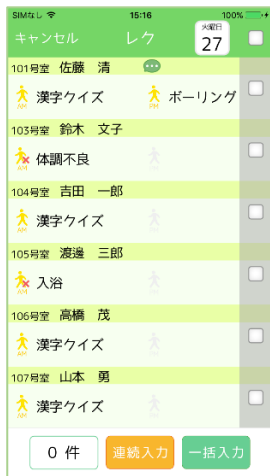 SIMなし 15:16 100%
キャンセル レク 火曜日 27
101号室 佐藤 清
AM 漢字クイズ PM ボーリング
103号室 鈴木 文子
AM 体調不良 PM
104号室 吉田 一郎
AM 漢字クイズ PM
105号室 渡邉 三郎
AM 入浴 PM
106号室 高橋 茂
AM 漢字クイズ PM
107号室 山本 勇
AM 漢字クイズ PM
0 件 連続入力 一括入力